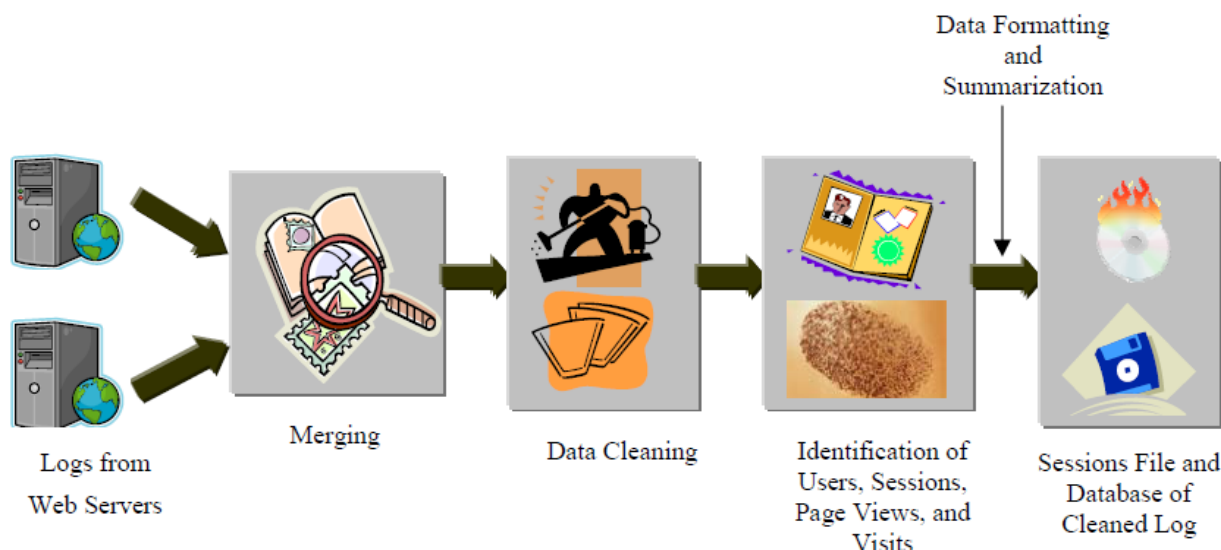 Data Formatting
and
Summarization
Logs from
Web Servers
Merging
Data Cleaning
Identification of
Users, Sessions,
Page Views, and
Visits
Sessions File and
Database of
Cleaned Log